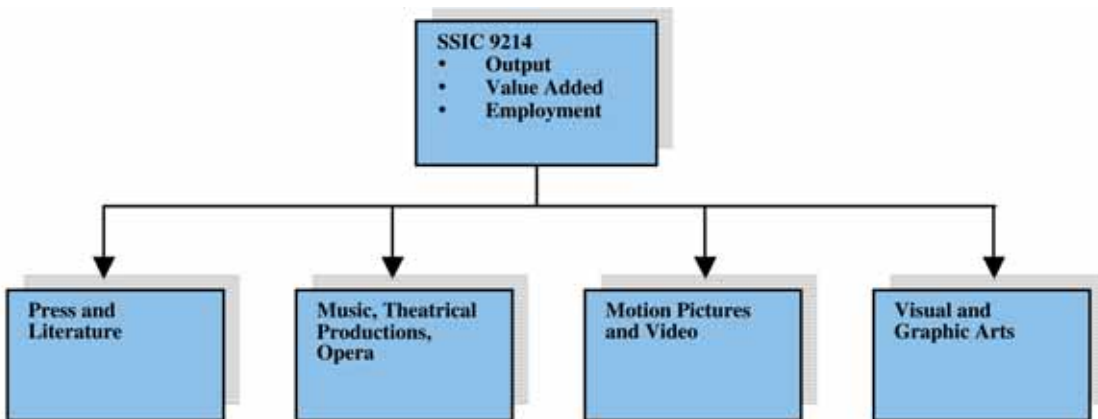 SSIC 9214
• Output
• Value Added
• Employment
Press and
Literature
Music, Theatrical
Productions,
Opera
Motion Pictures
and Video
Visual and
Graphic Arts